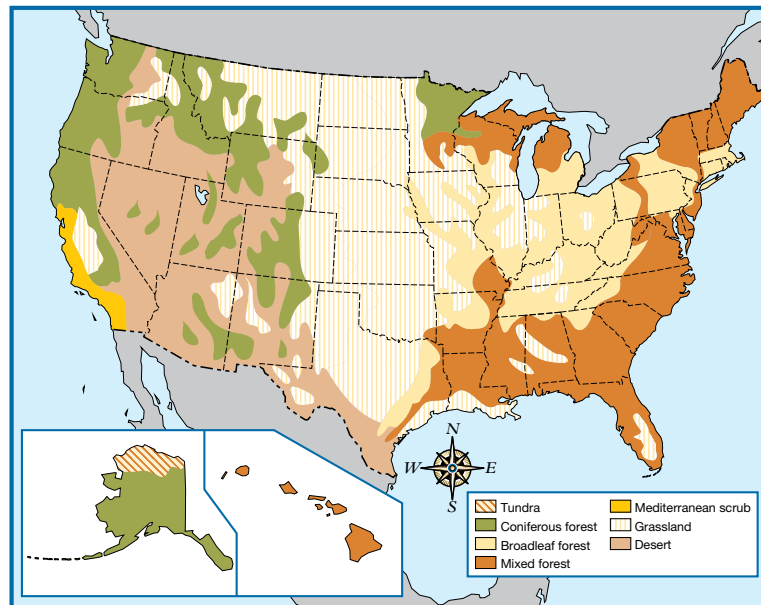 N
W E
S
Tundra
Coniferous forest
Broadleaf forest
Mixed forest
Mediterranean scrub
Grassland
Desert